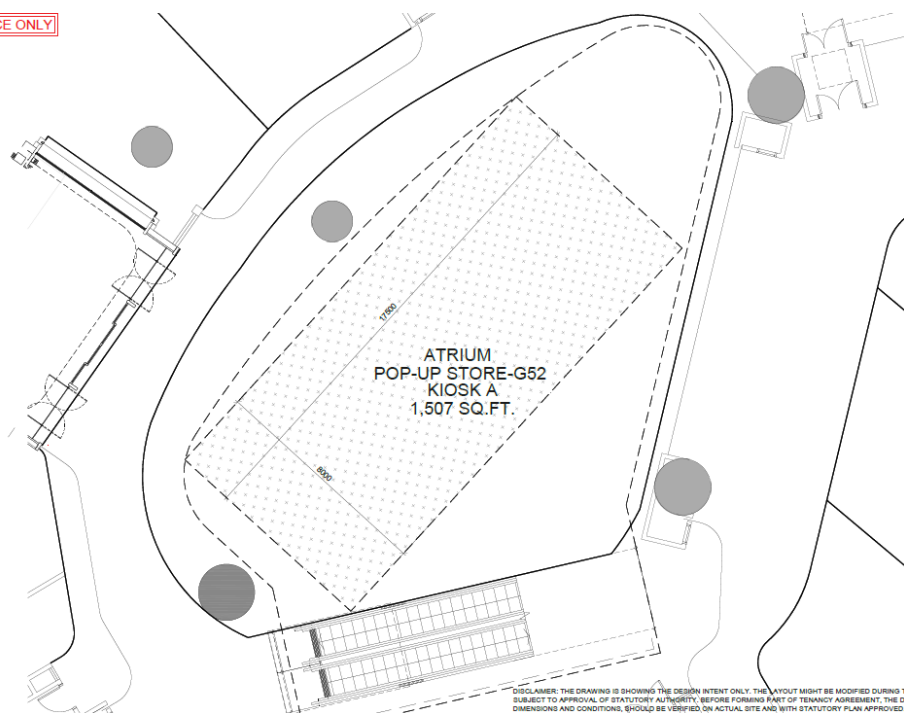 CE ONLY
17500
ATRIUM
POP-UP STORE-G52
KIOSK A
1,507 SQ.FT.
8000
DISCLAIMER: THE DRAWING IS SHOWING THE DESIGN INTENT ONLY. THE LAYOUT MIGHT BE MODIFIED DURING T
SUBJECT TO APPROVAL OF STATUTORY AUTHORITY. BEFORE FORMING PART OF TENANCY AGREEMENT, THE D
DIMENSIONS AND CONDITIONS, SHOULD BE VERIFIED ON ACTUAL SITE AND WITH STATUTORY PLAN APPROVED